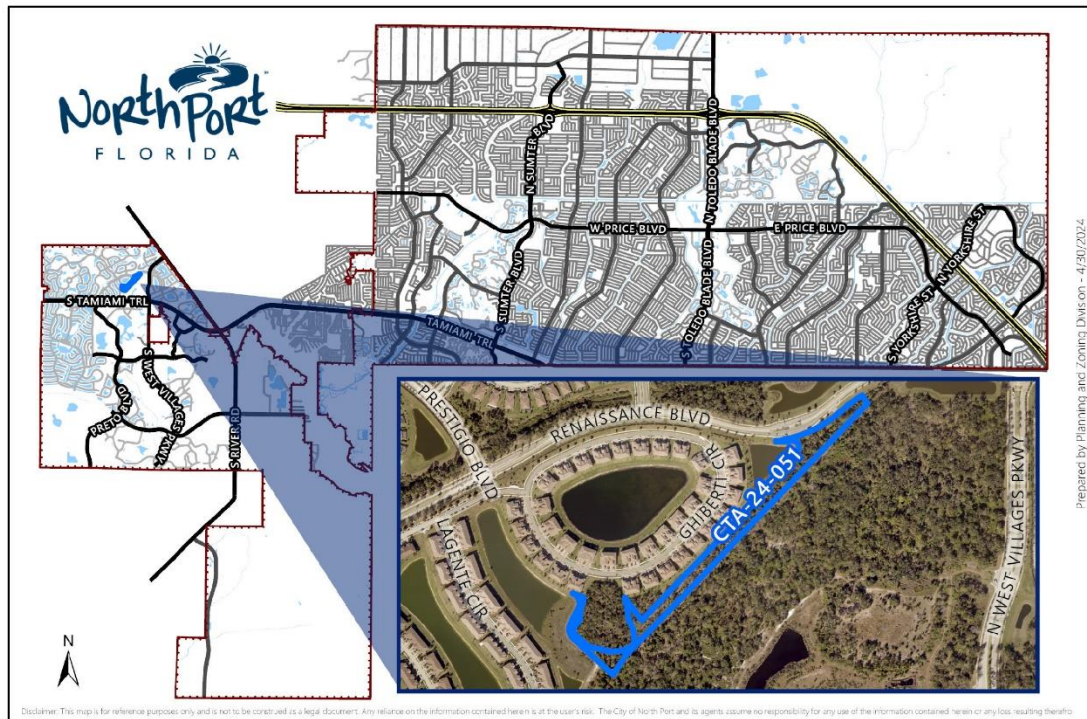 North Port
FLORIDA
N SUMTER BLVD
N TOLEDO BLADE BLVD
W PRICE BLVD
E PRICE BLVD
N YORKSHIRE ST
S YORKSHIRE ST
S TAMIAMI TRL
TAMIAMI TRL
S SUMTER BLVD
S TOLEDO BLADE BLVD
S WEST VILLAGES PKWY
PRETO BLVD
S RIVER RD
PRESTIGIO BLVD
RENAISSANCE BLVD
GHIBERTI CIR
CTA-24-051
LAGENTE CIR
N WEST VILLAGES PKWY
N
Prepared by Planning and Zoning Division - 4/30/2024
Disclaimer: This map is for reference purposes only and is not to be construed as a legal document. Any reliance on the information contained herein is at the user's risk. The City of North Port and its agents assume no responsibility for any use of the information contained herein or any loss resulting therefro